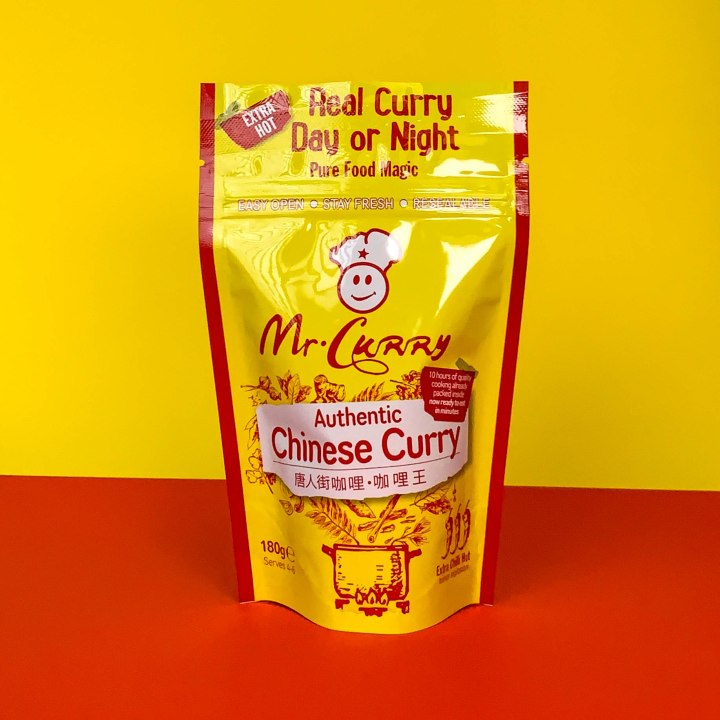 EXTRA
HOT
Real Curry
Day or Night
Pure Food Magic
EASY OPEN • STAY FRESH • RESEALABLE
Mr. Curry
10 hours of quality
cooking already
packed inside
now ready to eat
in minutes
Authentic
Chinese Curry
唐人街咖哩·咖哩王
180g℮
Serves
Extra Chilli Hot